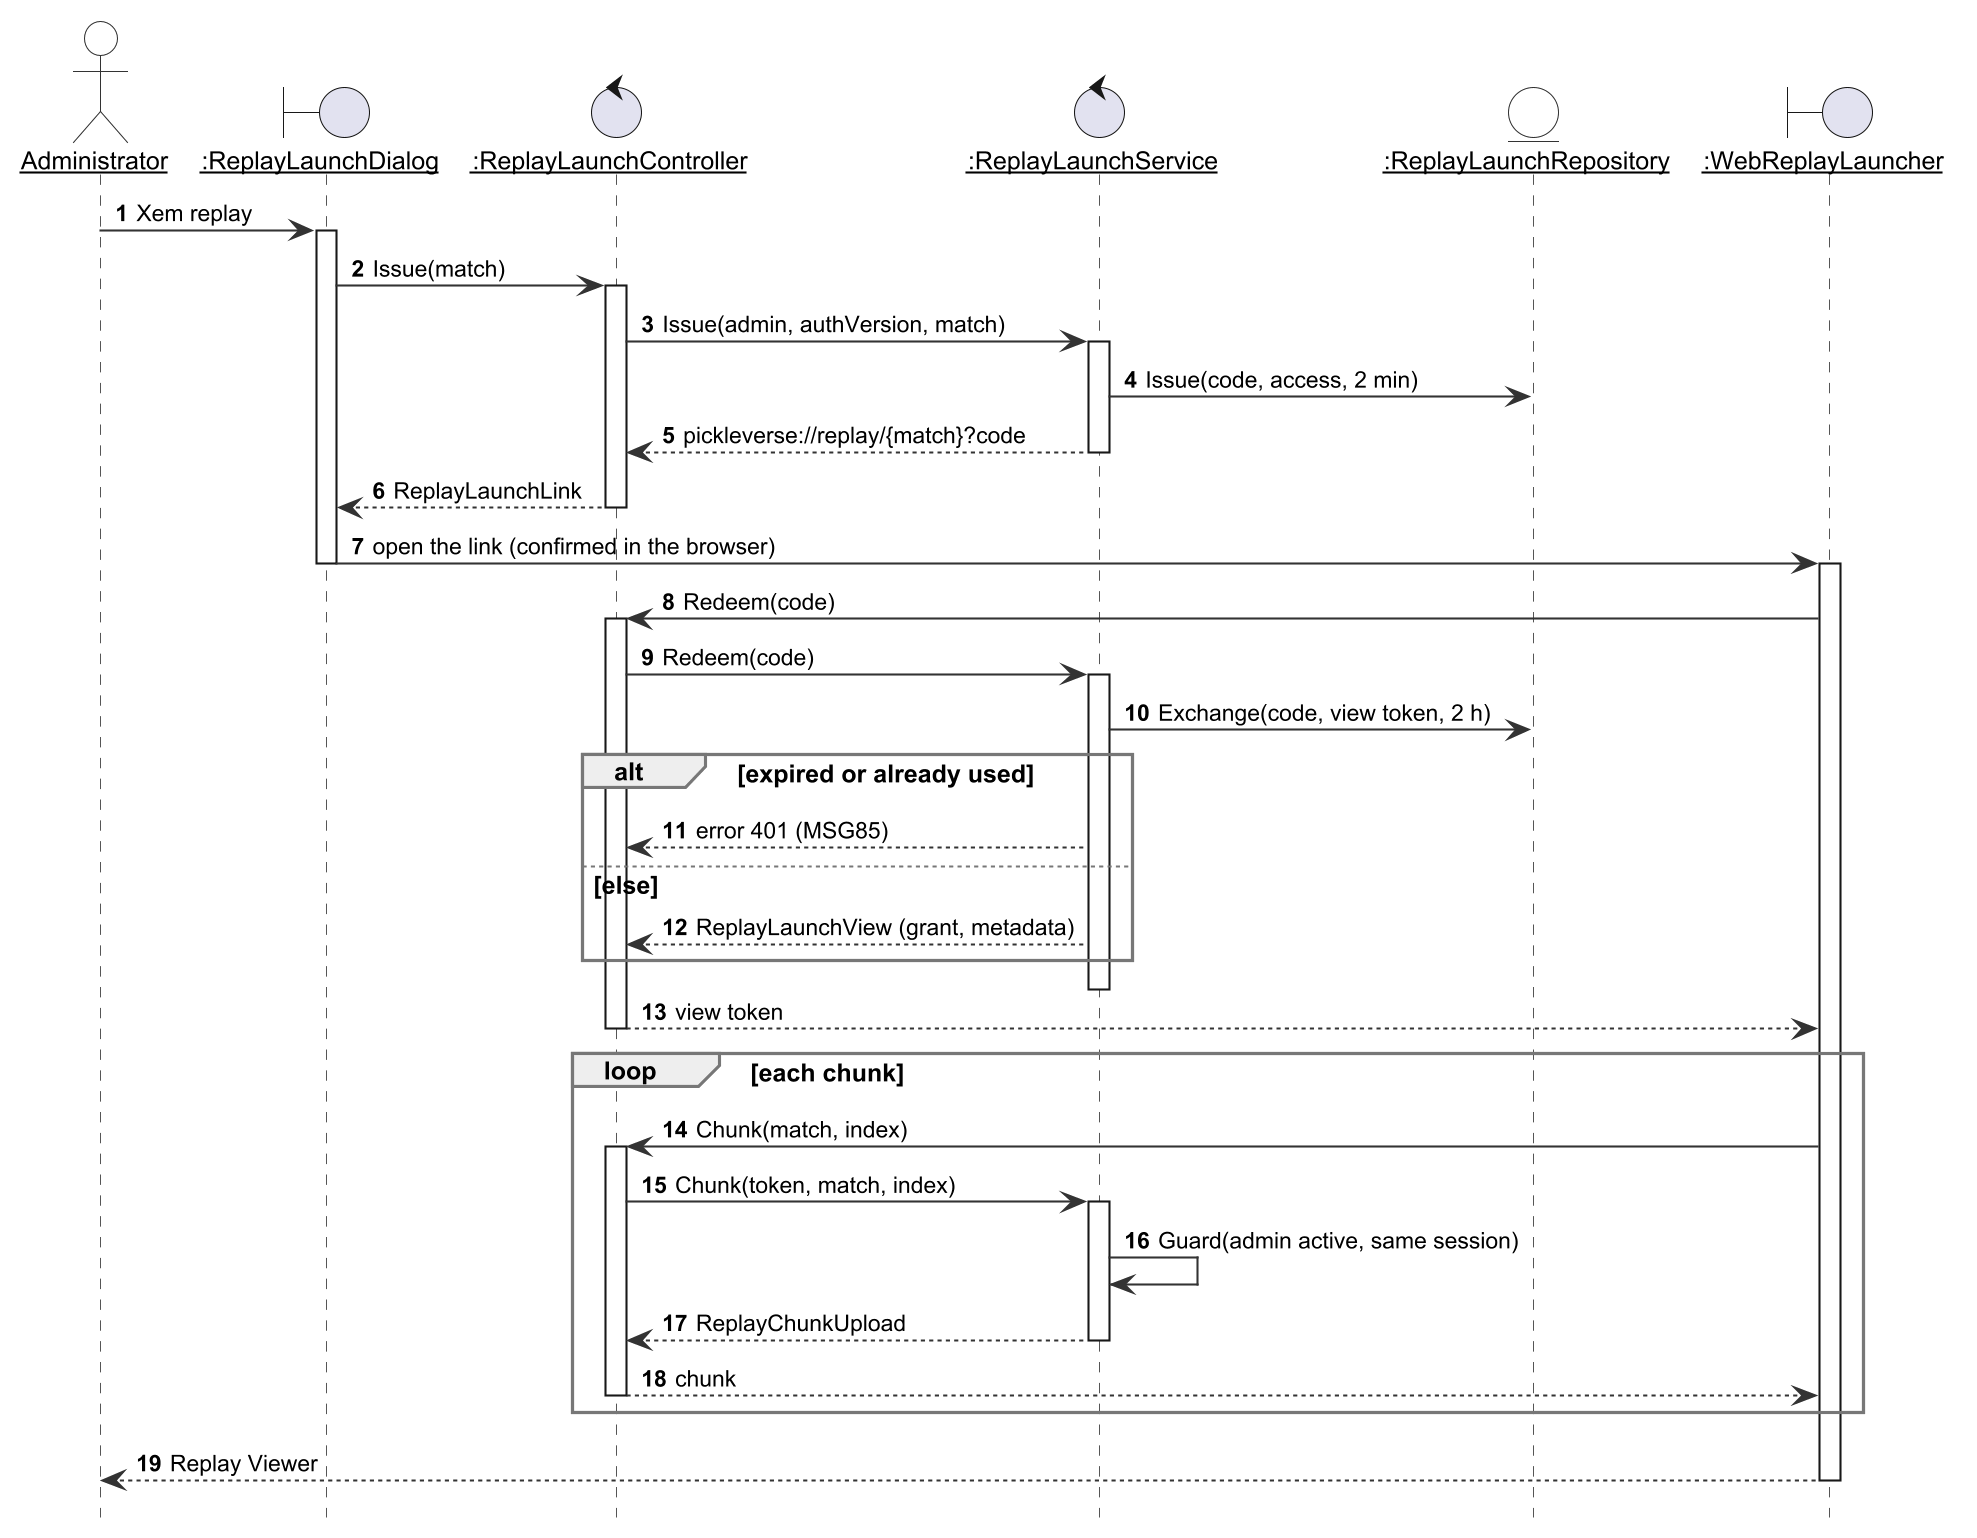 Administrator
:ReplayLaunchDialog
:ReplayLaunchController
:ReplayLaunchService
:ReplayLaunchRepository
:WebReplayLauncher
1 Xem replay
2 Issue(match)
3 Issue(admin, authVersion, match)
4 Issue(code, access, 2 min)
5 pickleverse://replay/{match}?code
6 ReplayLaunchLink
7 open the link (confirmed in the browser)
8 Redeem(code)
9 Redeem(code)
10 Exchange(code, view token, 2 h)
alt
[expired or already used]
11 error 401 (MSG85)
[else]
12 ReplayLaunchView (grant, metadata)
13 view token
loop
[each chunk]
14 Chunk(match, index)
15 Chunk(token, match, index)
16 Guard(admin active, same session)
17 ReplayChunkUpload
18 chunk
19 Replay Viewer